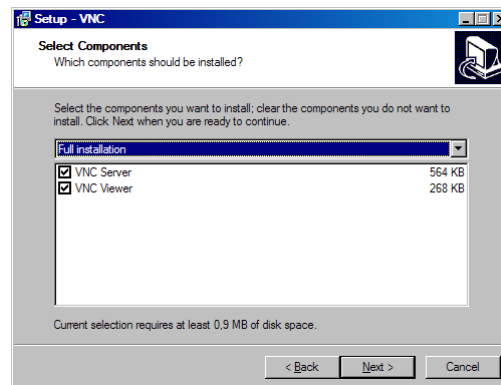 Setup - VNC
Select Components
Which components should be installed?
Select the components you want to install; clear the components you do not want to
install. Click Next when you are ready to continue.
Full installation
VNC Server 564 KB
VNC Viewer 268 KB
Current selection requires at least 0,9 MB of disk space.
< Back Next > Cancel